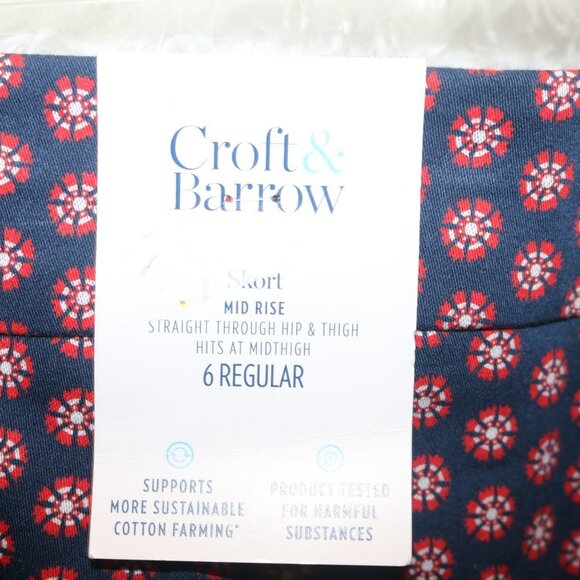 Croft&
Barrow
Skort
MID RISE
STRAIGHT THROUGH HIP & THIGH
HITS AT MIDTHIGH
6 REGULAR
SUPPORTS
MORE SUSTAINABLE
COTTON FARMING*
PRODUCT TESTED
FOR HARMFUL
SUBSTANCES